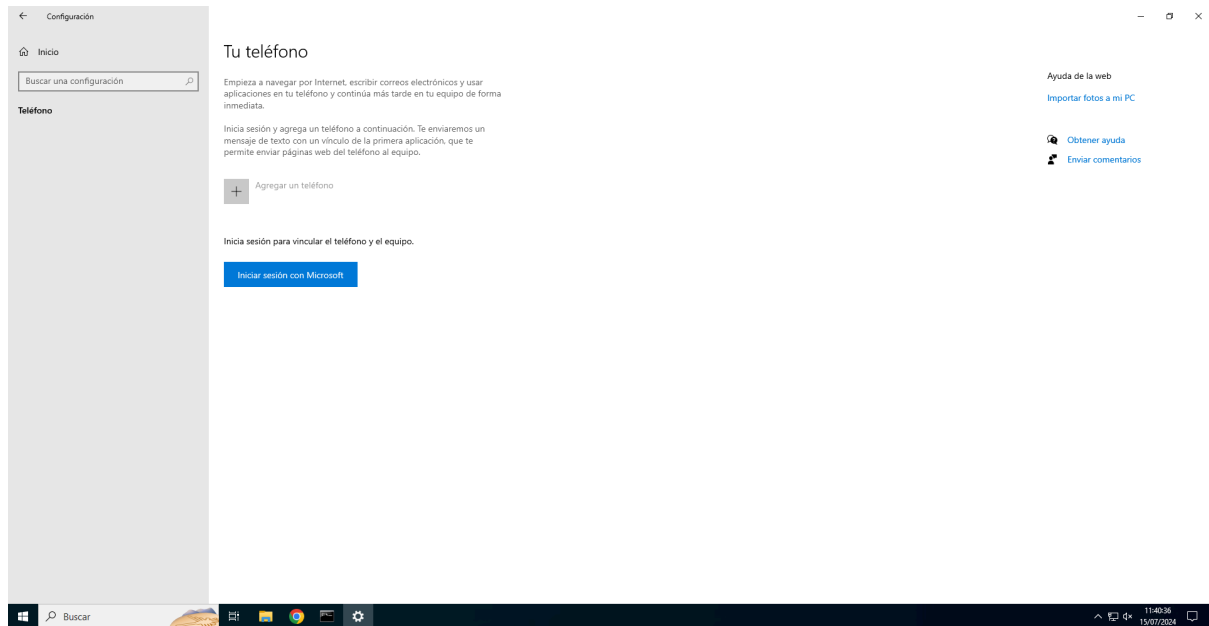 Configuración
Inicio
Buscar una configuración
Teléfono
Tu teléfono
Empieza a navegar por Internet, escribir correos electrónicos y usar
aplicaciones en tu teléfono y continúa más tarde en tu equipo de forma
inmediata.
Inicia sesión y agrega un teléfono a continuación. Te enviaremos un
mensaje de texto con un vínculo de la primera aplicación, que te
permite enviar páginas web del teléfono al equipo.
Agregar un teléfono
Inicia sesión para vincular el teléfono y el equipo.
Iniciar sesión con Microsoft
Ayuda de la web
Importar fotos a mi PC
Obtener ayuda
Enviar comentarios
Buscar
11:40:36
15/07/2024